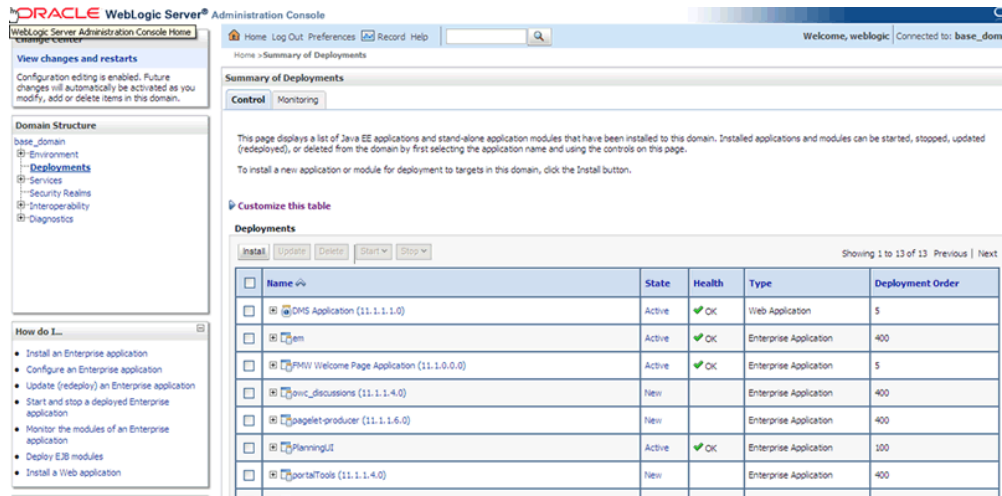 ORACLE WebLogic Server® Administration Console
WebLogic Server Administration Console Home
Change Center
View changes and restarts
Configuration editing is enabled. Future
changes will automatically be activated as you
modify, add or delete items in this domain.
Domain Structure
base_domain
Environment
Deployments
Services
Security Realms
Interoperability
Diagnostics
How do I...
Install an Enterprise application
Configure an Enterprise application
Update (redeploy) an Enterprise application
Start and stop a deployed Enterprise
application
Monitor the modules of an Enterprise
application
Deploy EJB modules
Install a Web application
Home Log Out Preferences Record Help
Welcome, weblogic Connected to: base_dom
Home >Summary of Deployments
Summary of Deployments
Control Monitoring
This page displays a list of Java EE applications and stand-alone application modules that have been installed to this domain. Installed applications and modules can be started, stopped, updated
(redeployed), or deleted from the domain by first selecting the application name and using the controls on this page.
To install a new application or module for deployment to targets in this domain, click the Install button.
Customize this table
Deployments
Install Update Delete Start Stop
Showing 1 to 13 of 13 Previous | Next
Name State Health Type Deployment Order
DMS Application (11.1.1.1.0) Active OK Web Application 5
em Active OK Enterprise Application 400
FMW Welcome Page Application (11.1.0.0.0) Active OK Enterprise Application 5
owc_discussions (11.1.1.4.0) New Enterprise Application 400
pagelet-producer (11.1.1.6.0) New Enterprise Application 400
PlanningUI Active OK Enterprise Application 100
portalTools (11.1.1.4.0) New Enterprise Application 400